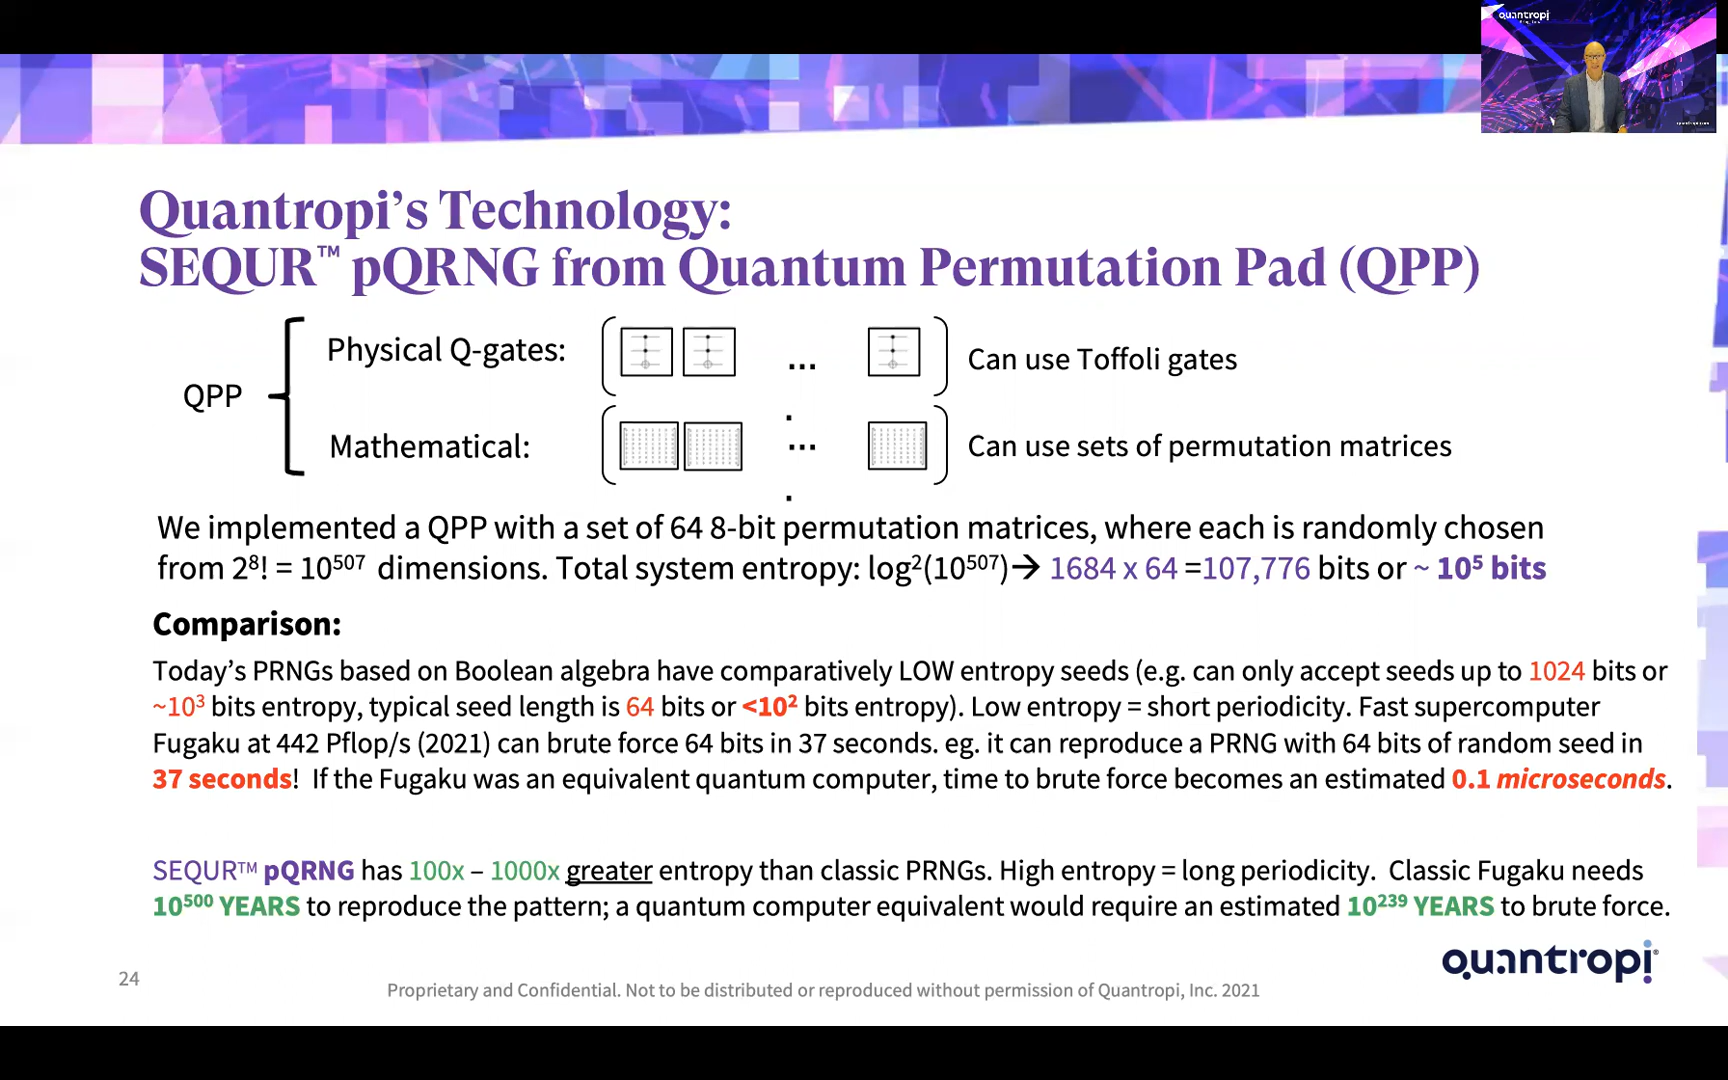 quantropi
Quantropi's Technology:
SEQUR™ pQRNG from Quantum Permutation Pad (QPP)
Physical Q-gates:
...
Can use Toffoli gates
QPP
Mathematical:
...
Can use sets of permutation matrices
We implemented a QPP with a set of 64 8-bit permutation matrices, where each is randomly chosen
from 2⁸! = 10⁵⁰⁷ dimensions. Total system entropy: log²(10⁵⁰⁷)→ 1684 x 64 =107,776 bits or ~ 10⁵ bits
Comparison:
Today's PRNGs based on Boolean algebra have comparatively LOW entropy seeds (e.g. can only accept seeds up to 1024 bits or
~10³ bits entropy, typical seed length is 64 bits or <10² bits entropy). Low entropy = short periodicity. Fast supercomputer
Fugaku at 442 Pflop/s (2021) can brute force 64 bits in 37 seconds. eg. it can reproduce a PRNG with 64 bits of random seed in
37 seconds! If the Fugaku was an equivalent quantum computer, time to brute force becomes an estimated 0.1 microseconds.
SEQUR™ pQRNG has 100x – 1000x greater entropy than classic PRNGs. High entropy = long periodicity. Classic Fugaku needs
10⁵⁰⁰ YEARS to reproduce the pattern; a quantum computer equivalent would require an estimated 10²³⁹ YEARS to brute force.
quantropi
24
Proprietary and Confidential. Not to be distributed or reproduced without permission of Quantropi, Inc. 2021